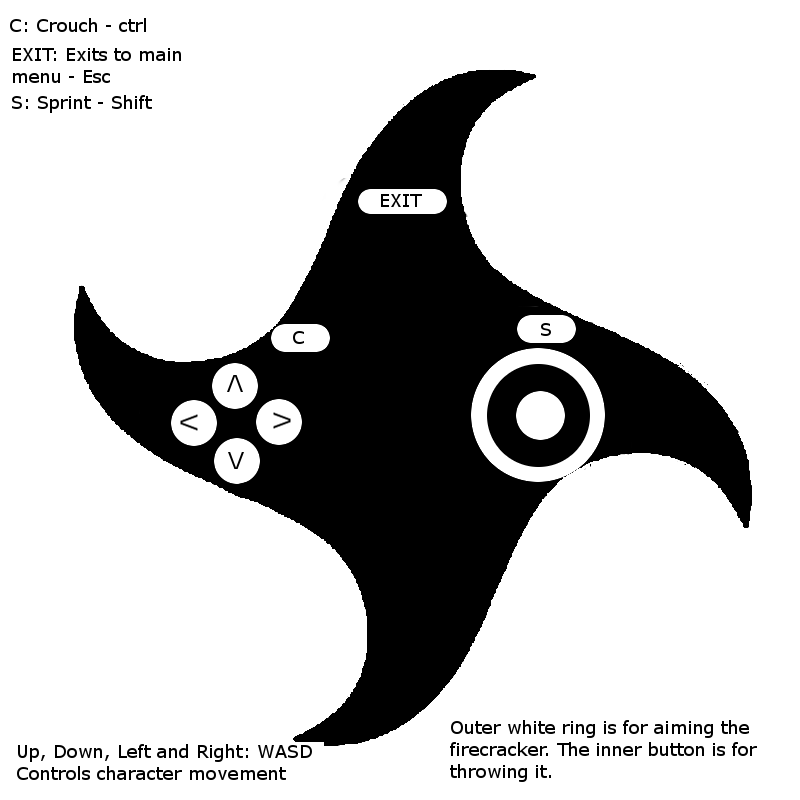 C: Crouch - ctrl
EXIT: Exits to main
menu - Esc
S: Sprint - Shift
EXIT
S
C
Λ
< >
V
Outer white ring is for aiming the
firecracker. The inner button is for
throwing it.
Up, Down, Left and Right: WASD
Controls character movement